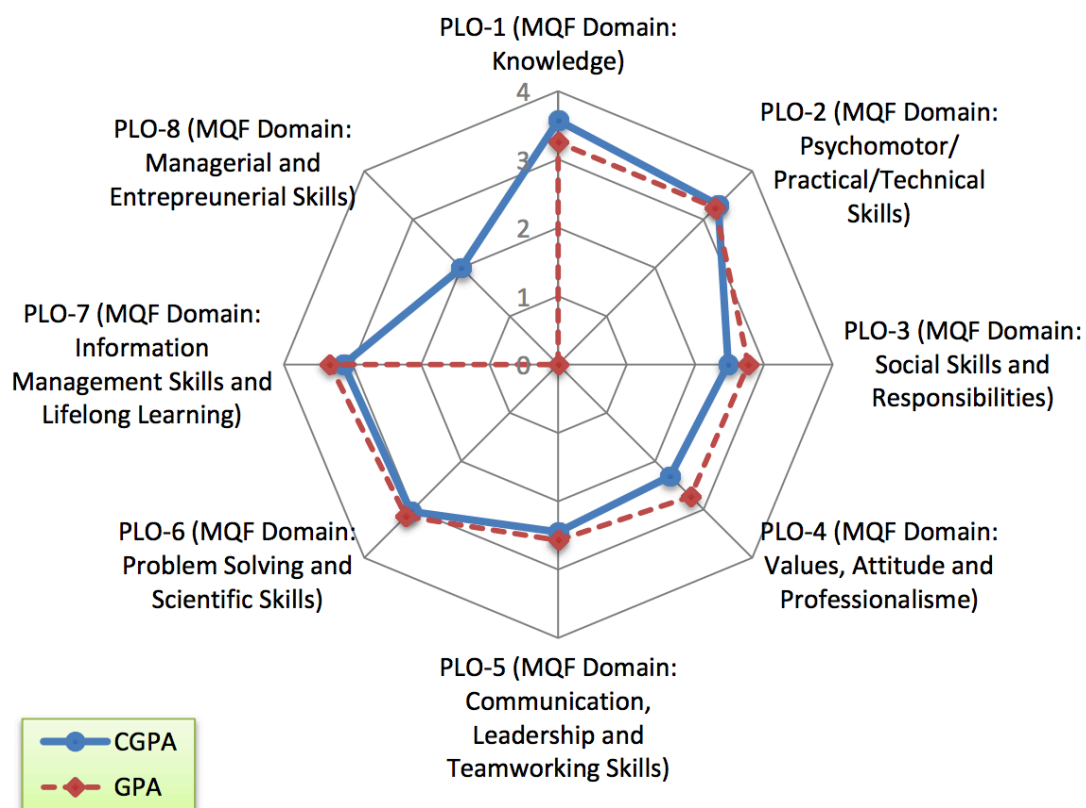 PLO-1 (MQF Domain:
Knowledge)
PLO-2 (MQF Domain:
Psychomotor/
Practical/Technical
Skills)
PLO-3 (MQF Domain:
Social Skills and
Responsibilities)
PLO-4 (MQF Domain:
Values, Attitude and
Professionalisme)
PLO-5 (MQF Domain:
Communication,
Leadership and
Teamworking Skills)
PLO-6 (MQF Domain:
Problem Solving and
Scientific Skills)
PLO-7 (MQF Domain:
Information
Management Skills and
Lifelong Learning)
PLO-8 (MQF Domain:
Managerial and
Entrepreunerial Skills)
4
3
2
1
0
CGPA
GPA